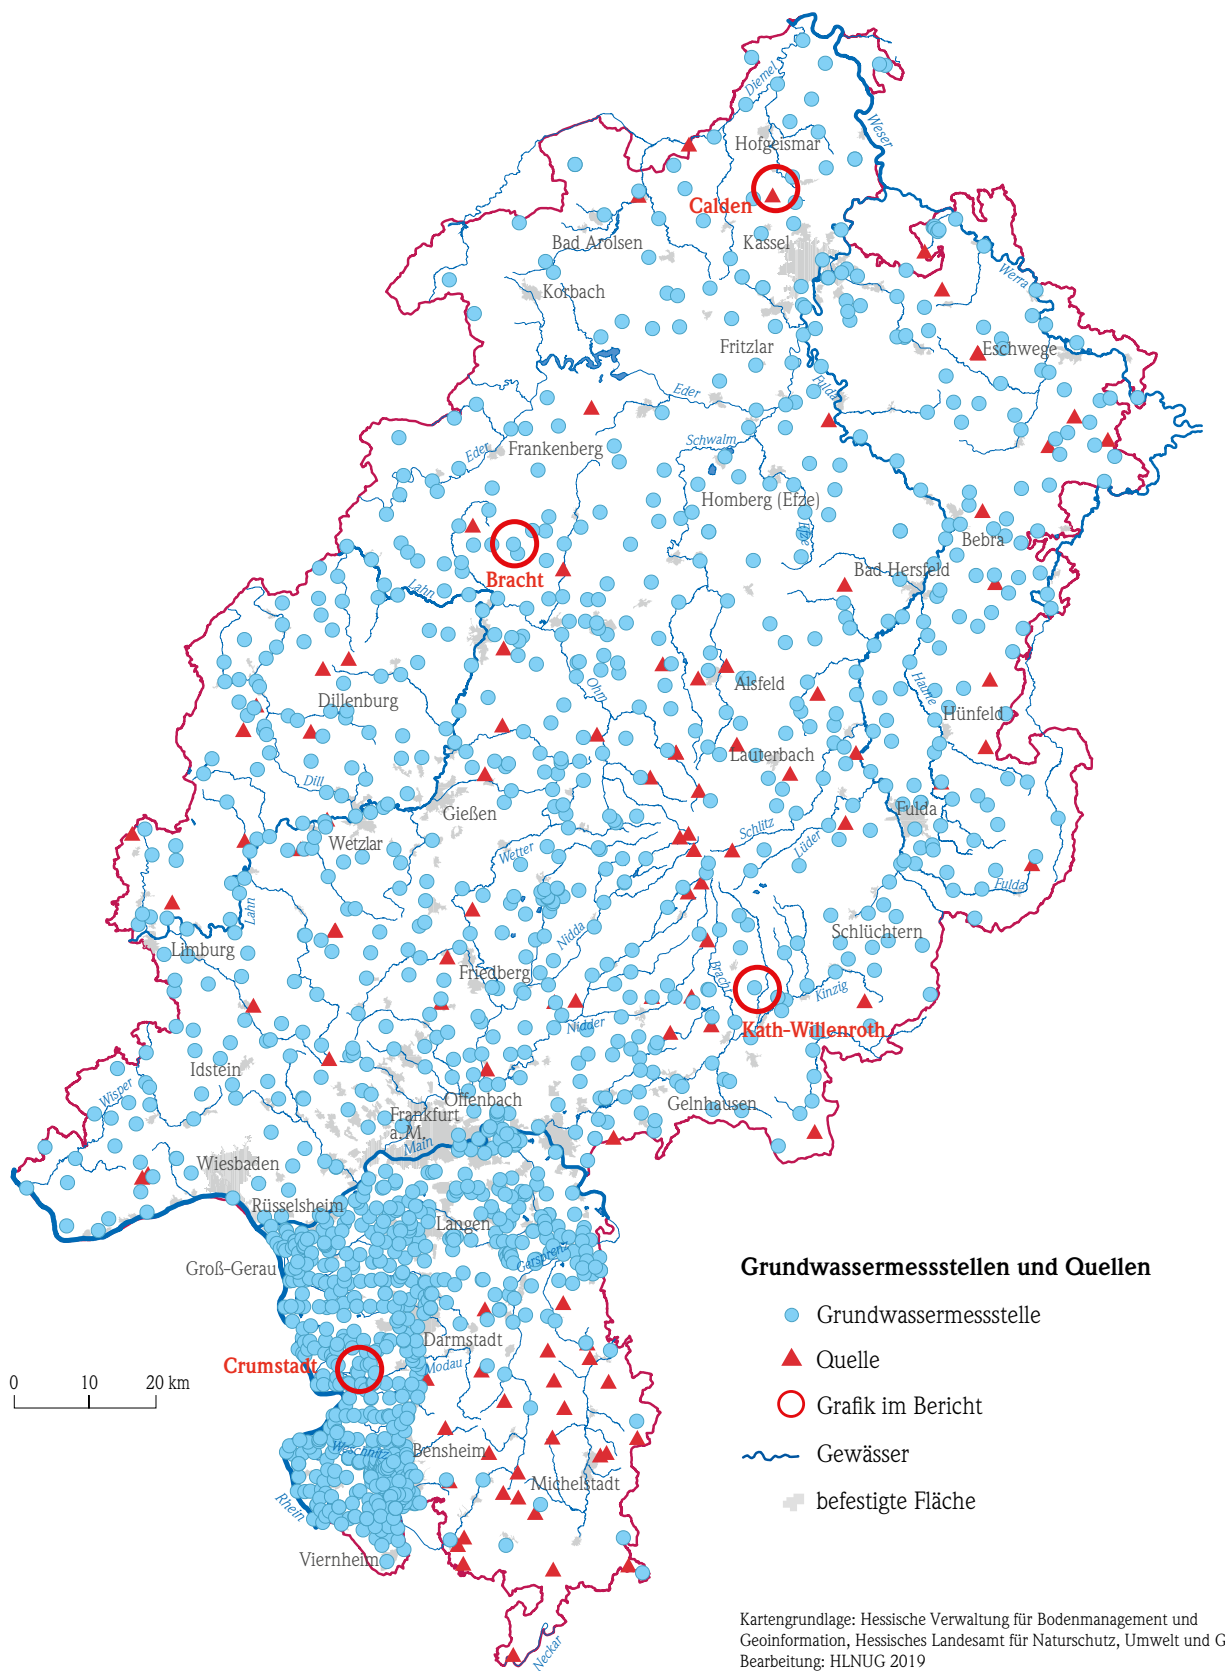 Diemel
Weser
Hofgeismar
Calden
Kassel
Bad Arolsen
Werra
Korbach
Fritzlar
Eschwege
Eder
Fulda
Schwalm
Eder
Frankenberg
Homberg (Efze)
Efze
Bebra
Bracht
Bad Hersfeld
Lahn
Ohm
Alsfeld
Haune
Dillenburg
Hünfeld
Lauterbach
Dill
Gießen
Fulda
Schlitz
Wetzlar
Lüder
Wetter
Fulda
Lahn
Nidda
Schlüchtern
Limburg
Friedberg
Bracht
Kinzig
Nidder
Kath-Willenroth
Idstein
Wisper
Offenbach
Gelnhausen
Frankfurt
a. M.
Main
Wiesbaden
Rüsselsheim
Langen
Gersprenz
Groß-Gerau
Darmstadt
Crumstadt
Modau
Weschnitz
Bensheim
Michelstadt
Rhein
Viernheim
Neckar
0 10 20 km
Grundwassermessstellen und Quellen
Grundwassermessstelle
Quelle
Grafik im Bericht
Gewässer
befestigte Fläche
Kartengrundlage: Hessische Verwaltung für Bodenmanagement und
Geoinformation, Hessisches Landesamt für Naturschutz, Umwelt und G
Bearbeitung: HLNUG 2019